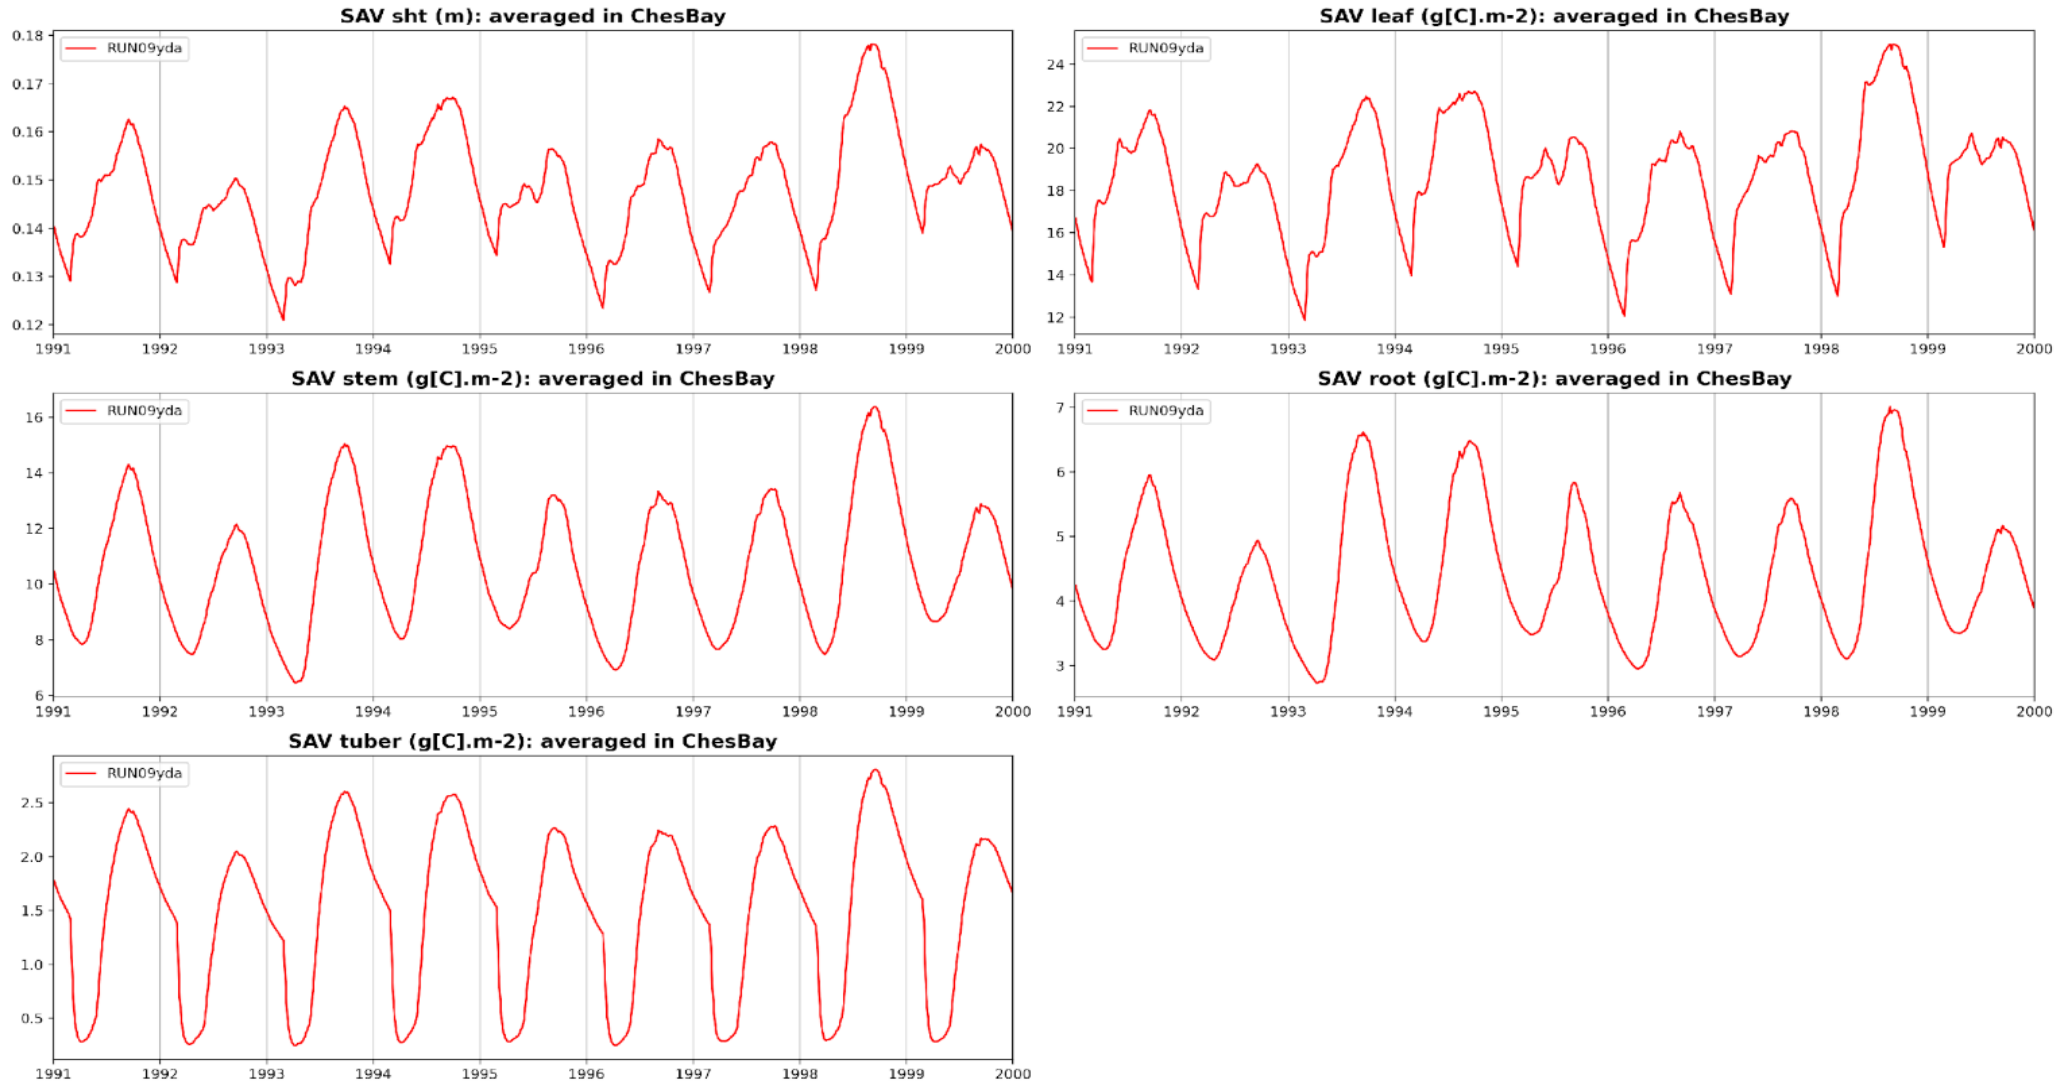 SAV sht (m): averaged in ChesBay
RUN09yda
0.18
0.17
0.16
0.15
0.14
0.13
0.12
1991 1992 1993 1994 1995 1996 1997 1998 1999 2000
SAV leaf (g[C].m-2): averaged in ChesBay
RUN09yda
24
22
20
18
16
14
12
1991 1992 1993 1994 1995 1996 1997 1998 1999 2000
SAV stem (g[C].m-2): averaged in ChesBay
RUN09yda
16
14
12
10
8
6
1991 1992 1993 1994 1995 1996 1997 1998 1999 2000
SAV root (g[C].m-2): averaged in ChesBay
RUN09yda
7
6
5
4
3
1991 1992 1993 1994 1995 1996 1997 1998 1999 2000
SAV tuber (g[C].m-2): averaged in ChesBay
RUN09yda
2.5
2.0
1.5
1.0
0.5
1991 1992 1993 1994 1995 1996 1997 1998 1999 2000